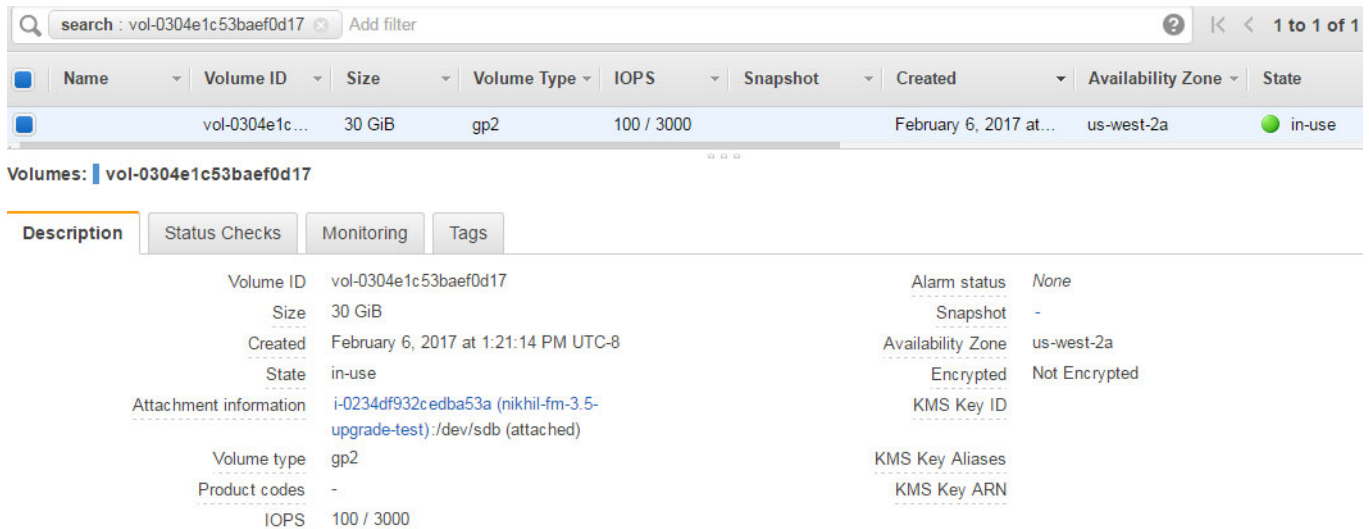 search : vol-0304e1c53baef0d17 Add filter 1 to 1 of 1
Name Volume ID Size Volume Type IOPS Snapshot Created Availability Zone State
vol-0304e1c... 30 GiB gp2 100 / 3000 February 6, 2017 at... us-west-2a in-use
Volumes: vol-0304e1c53baef0d17
Description Status Checks Monitoring Tags
Volume ID vol-0304e1c53baef0d17 Alarm status None
Size 30 GiB Snapshot -
Created February 6, 2017 at 1:21:14 PM UTC-8 Availability Zone us-west-2a
State in-use Encrypted Not Encrypted
Attachment information i-0234df932cedba53a (nikhil-fm-3.5- KMS Key ID
upgrade-test):/dev/sdb (attached)
Volume type gp2 KMS Key Aliases
Product codes - KMS Key ARN
IOPS 100 / 3000